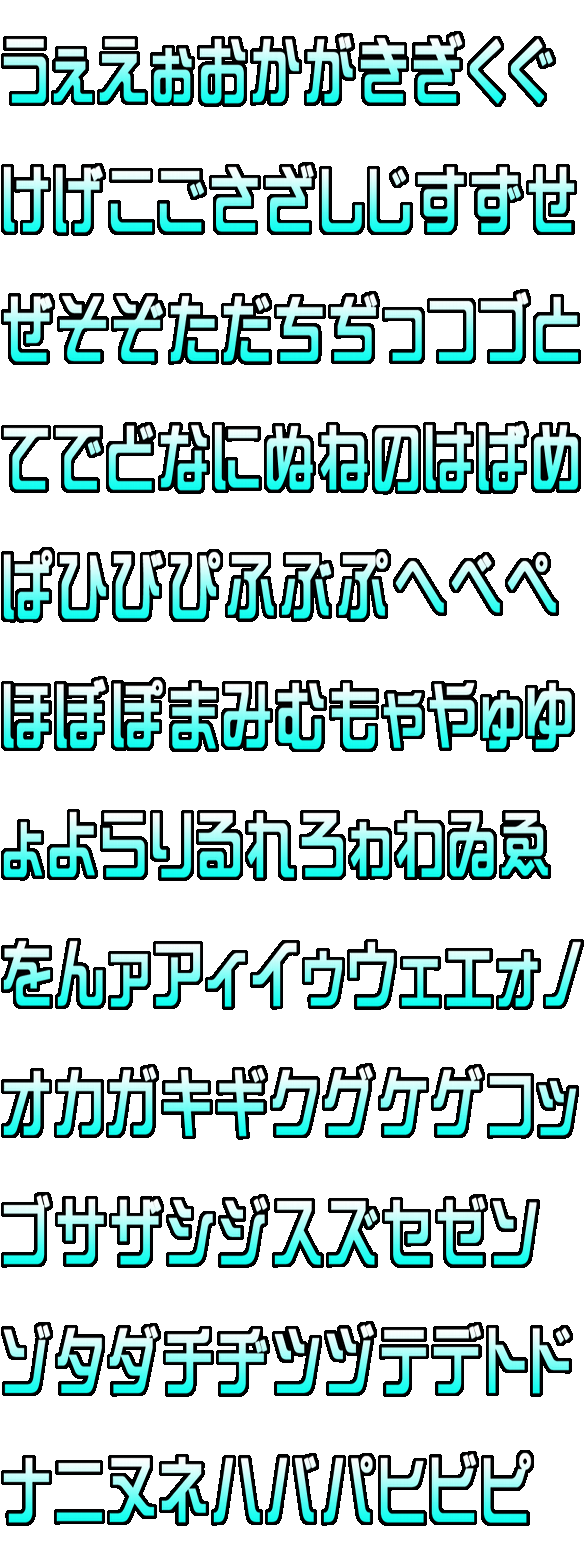 うぇえぉおかがきぎくぐ
けげこごさざしじすずせ
ぜそぞただちぢっつづと
てでどなにぬねのはばめ
ぱひびぴふぶぷへべぺ
ほぼぽまみむもゃやゅゆ
ょよらりるれろゎわゐゑ
をんァアィイゥウェエォノ
オカガキギクグケゲコッ
ゴサザシジスズセゼソ
ゾタダチヂツヅテデトド
ナニヌネハバパヒビピ